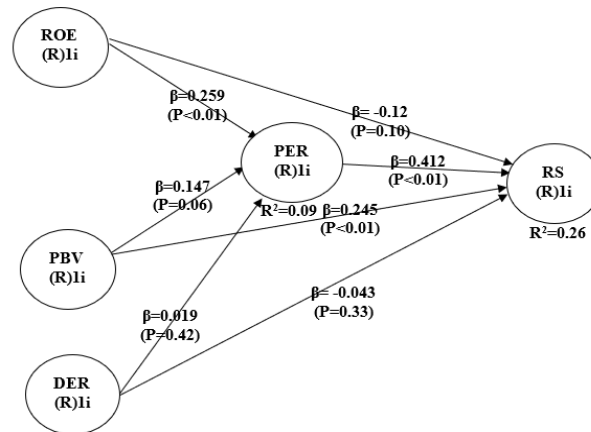 ROE
(R)1i
β=0.259
(P<0.01)
β= -0.12
(P=0.10)
PER
(R)1i
β=0.412
(P<0.01)
RS
(R)1i
β=0.147
(P=0.06)
R²=0.09
β=0.245
(P<0.01)
R²=0.26
PBV
(R)1i
β=0.019
(P=0.42)
β= -0.043
(P=0.33)
DER
(R)1i